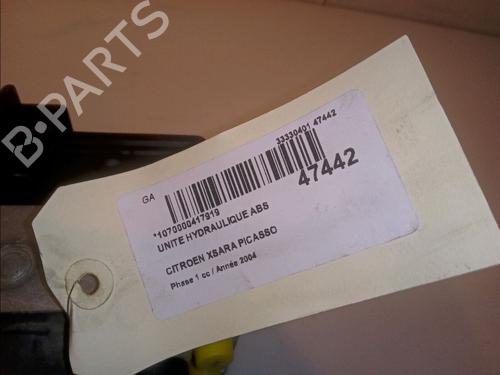 B-PARTS
GA
33330401 47442
47442
*1070000417919
UNITE HYDRAULIQUE ABS
CITROEN XSARA PICASSO
Phase 1 cc / Année 2004